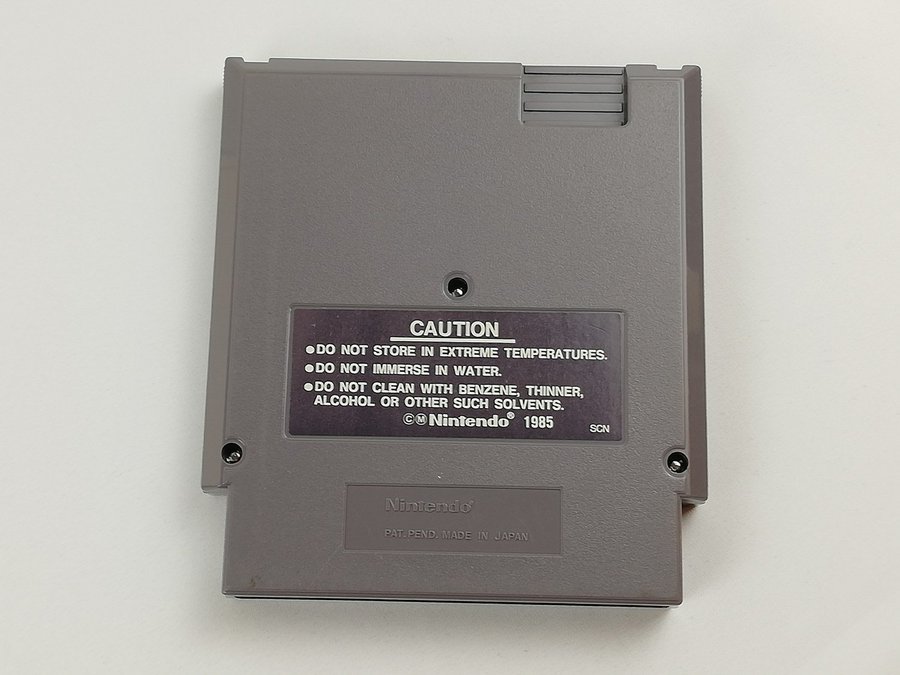 CAUTION
●DO NOT STORE IN EXTREME TEMPERATURES.
●DO NOT IMMERSE IN WATER.
●DO NOT CLEAN WITH BENZENE, THINNER,
ALCOHOL OR OTHER SUCH SOLVENTS.
©Ⓜ Nintendo® 1985
SCN
Nintendo®
PAT. PEND. MADE IN JAPAN